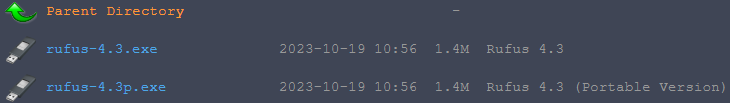 Parent Directory -
rufus-4.3.exe 2023-10-19 10:56 1.4M Rufus 4.3
rufus-4.3p.exe 2023-10-19 10:56 1.4M Rufus 4.3 (Portable Version)